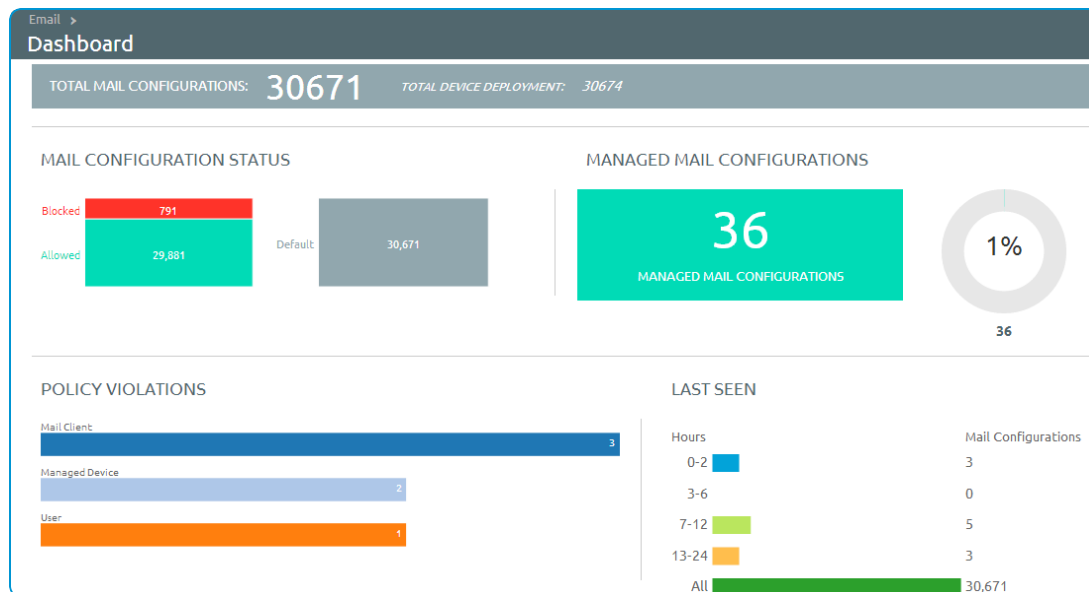 Email >
Dashboard
TOTAL MAIL CONFIGURATIONS: 30671 TOTAL DEVICE DEPLOYMENT: 30674
MAIL CONFIGURATION STATUS
Blocked 791
Allowed 29,881
Default 30,671
MANAGED MAIL CONFIGURATIONS
36
MANAGED MAIL CONFIGURATIONS
1%
36
POLICY VIOLATIONS
Mail Client
3
Managed Device
2
User
1
LAST SEEN
Hours Mail Configurations
0-2 3
3-6 0
7-12 5
13-24 3
All 30,671